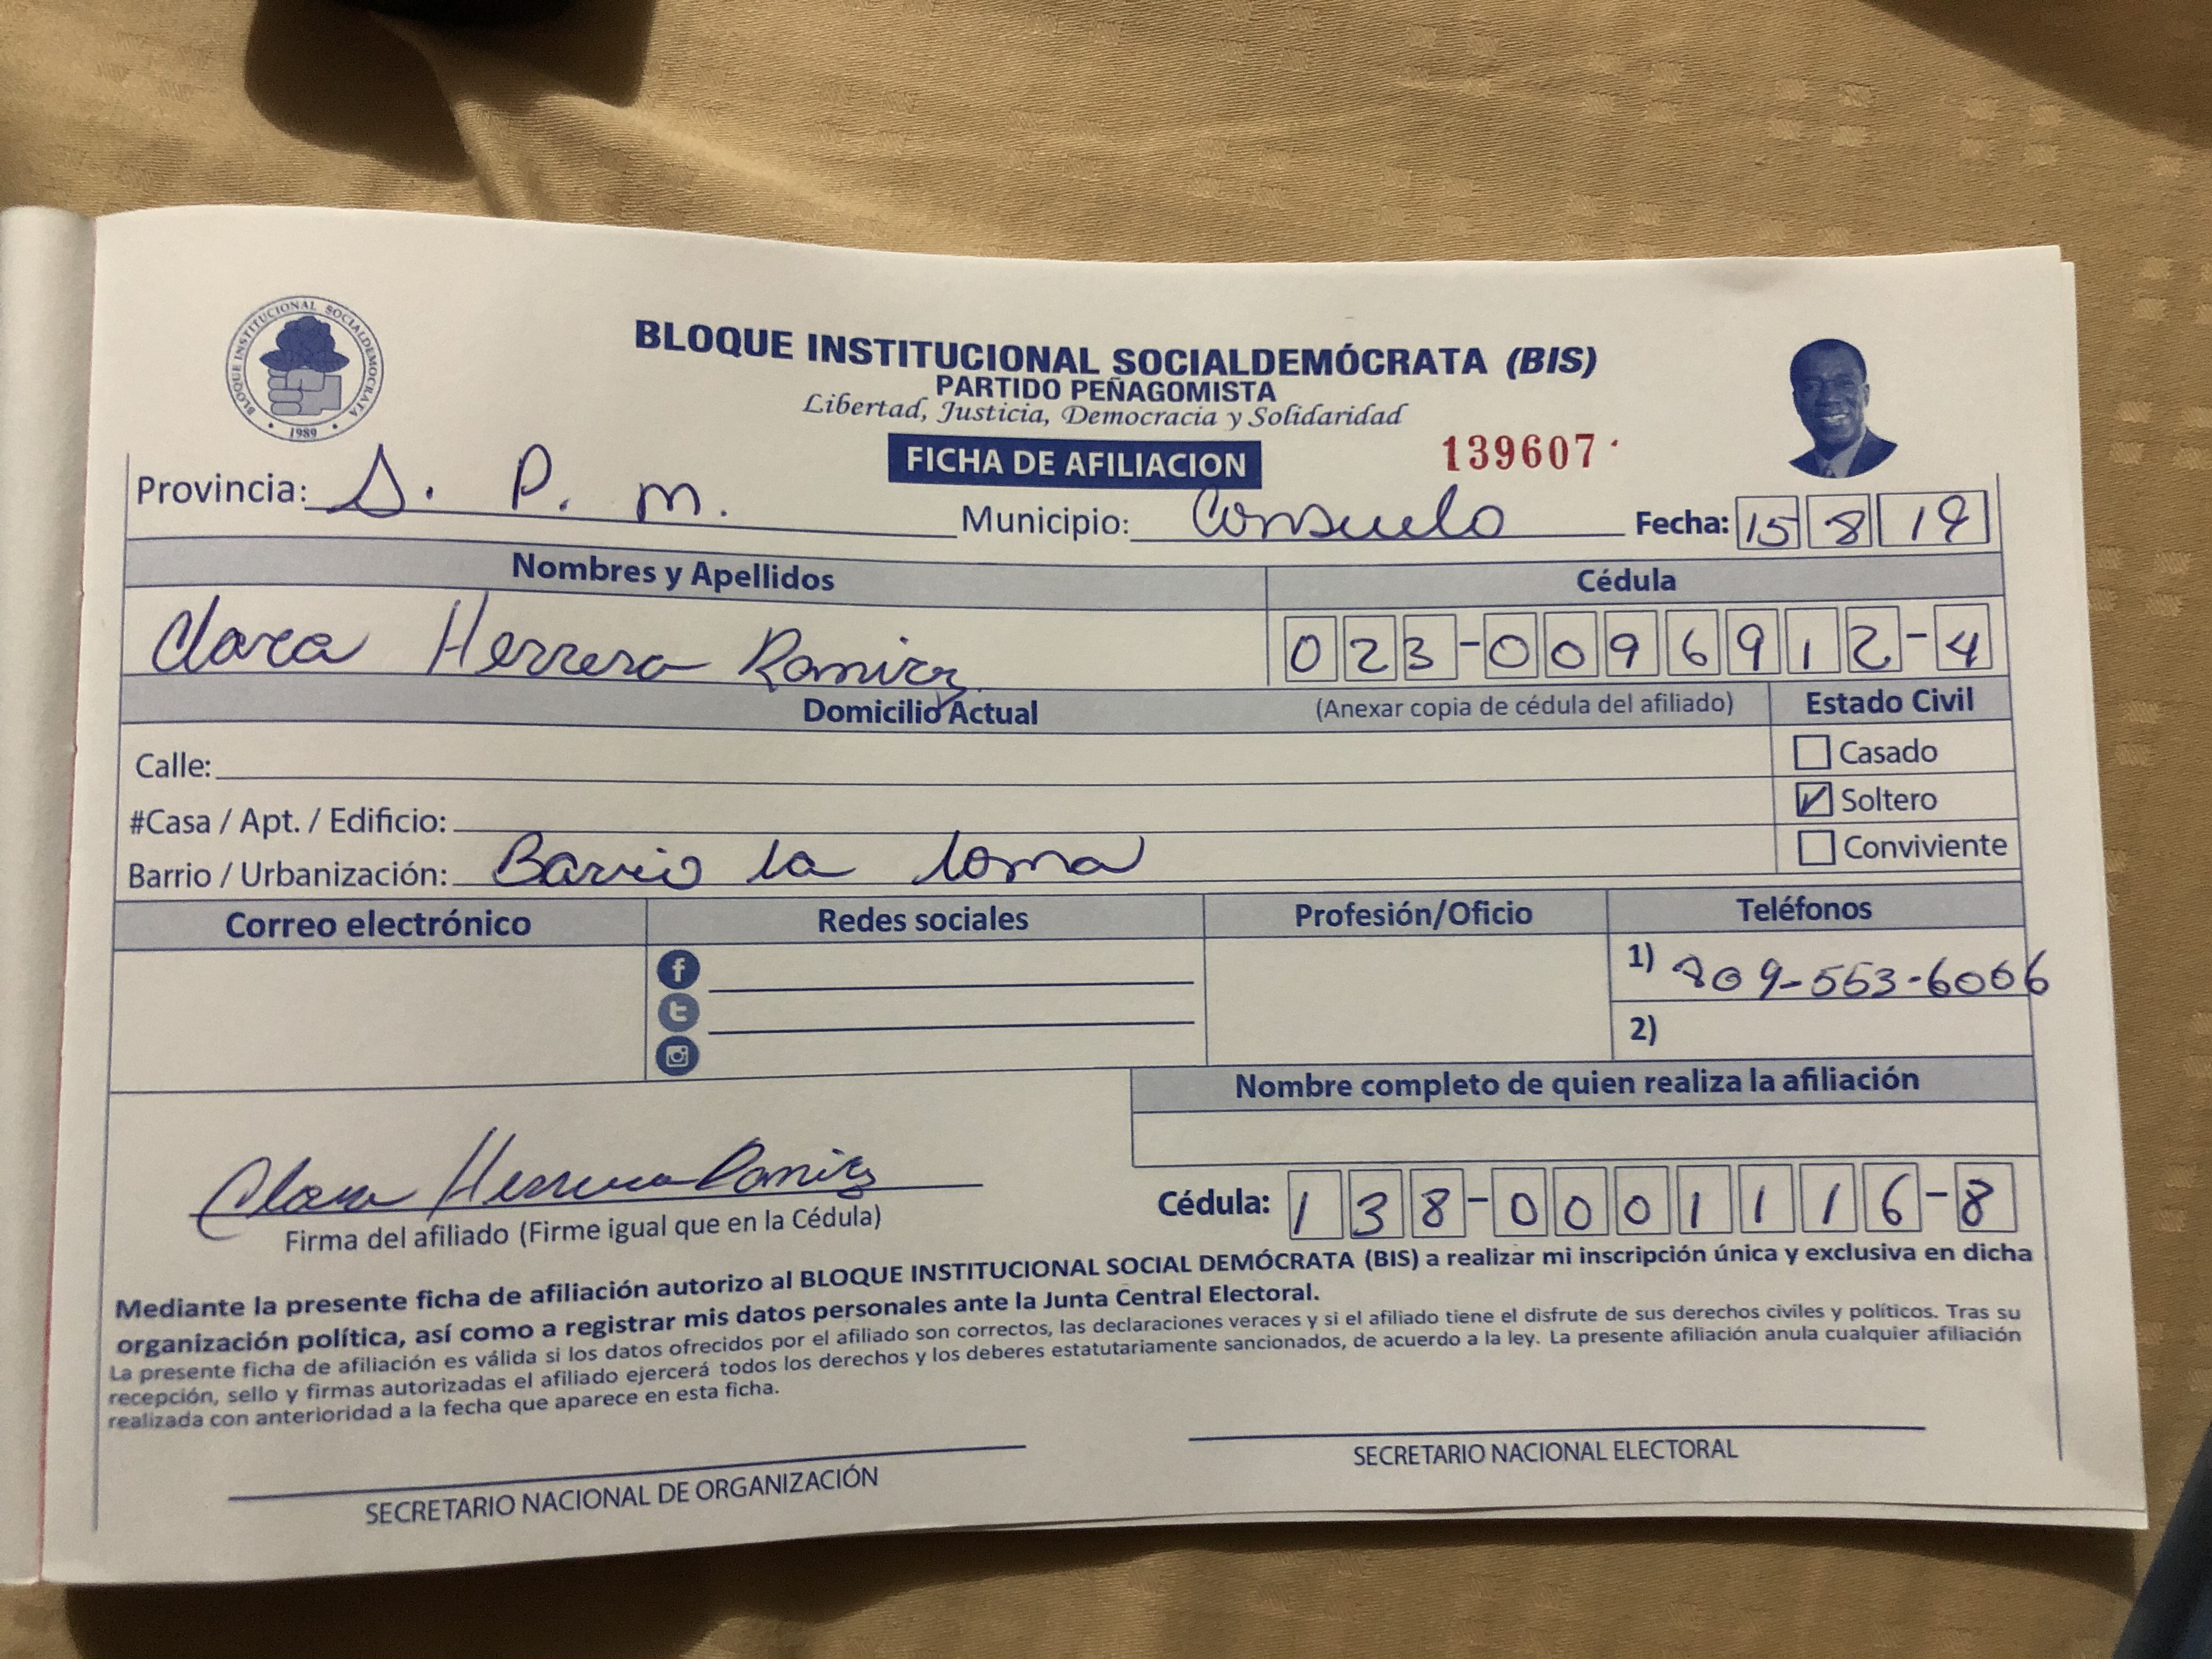 BLOQUE INSTITUCIONAL SOCIALDEMOCRATA
1989
BLOQUE INSTITUCIONAL SOCIALDEMÓCRATA (BIS)
PARTIDO PEÑAGOMISTA
Libertad, Justicia, Democracia y Solidaridad
FICHA DE AFILIACION
139607
Provincia: S. P. m. Municipio: Consuelo Fecha: 15 8 19
Nombres y Apellidos Cédula
Clara Herrera Ramirez 023-0096912-4
Domicilio Actual (Anexar copia de cédula del afiliado) Estado Civil
Calle: Casado
#Casa / Apt. / Edificio: Soltero
Barrio / Urbanización: Barrio la loma Conviviente
Correo electrónico Redes sociales Profesión/Oficio Teléfonos
1) 809-553-6066
2)
Nombre completo de quien realiza la afiliación
Clara Herrera Ramirez
Cédula: 138-0001116-8
Firma del afiliado (Firme igual que en la Cédula)
Mediante la presente ficha de afiliación autorizo al BLOQUE INSTITUCIONAL SOCIAL DEMÓCRATA (BIS) a realizar mi inscripción única y exclusiva en dicha
organización política, así como a registrar mis datos personales ante la Junta Central Electoral.
La presente ficha de afiliación es válida si los datos ofrecidos por el afiliado son correctos, las declaraciones veraces y si el afiliado tiene el disfrute de sus derechos civiles y políticos. Tras su
recepción, sello y firmas autorizadas el afiliado ejercerá todos los derechos y los deberes estatutariamente sancionados, de acuerdo a la ley. La presente afiliación anula cualquier afiliación
realizada con anterioridad a la fecha que aparece en esta ficha.
SECRETARIO NACIONAL DE ORGANIZACIÓN SECRETARIO NACIONAL ELECTORAL